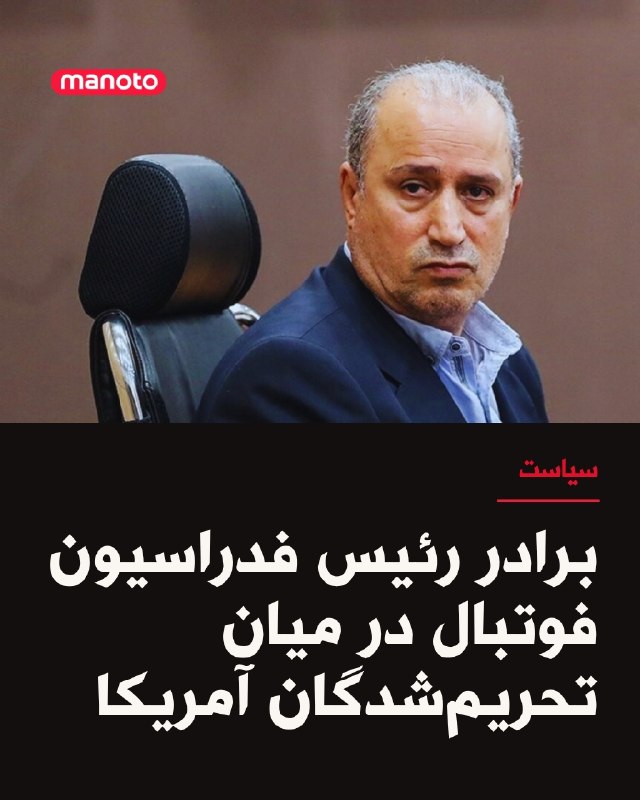 manoto
سیاست
برادر رئیس فدراسیون
فوتبال در میان
تحریم‌شدگان آمریکا